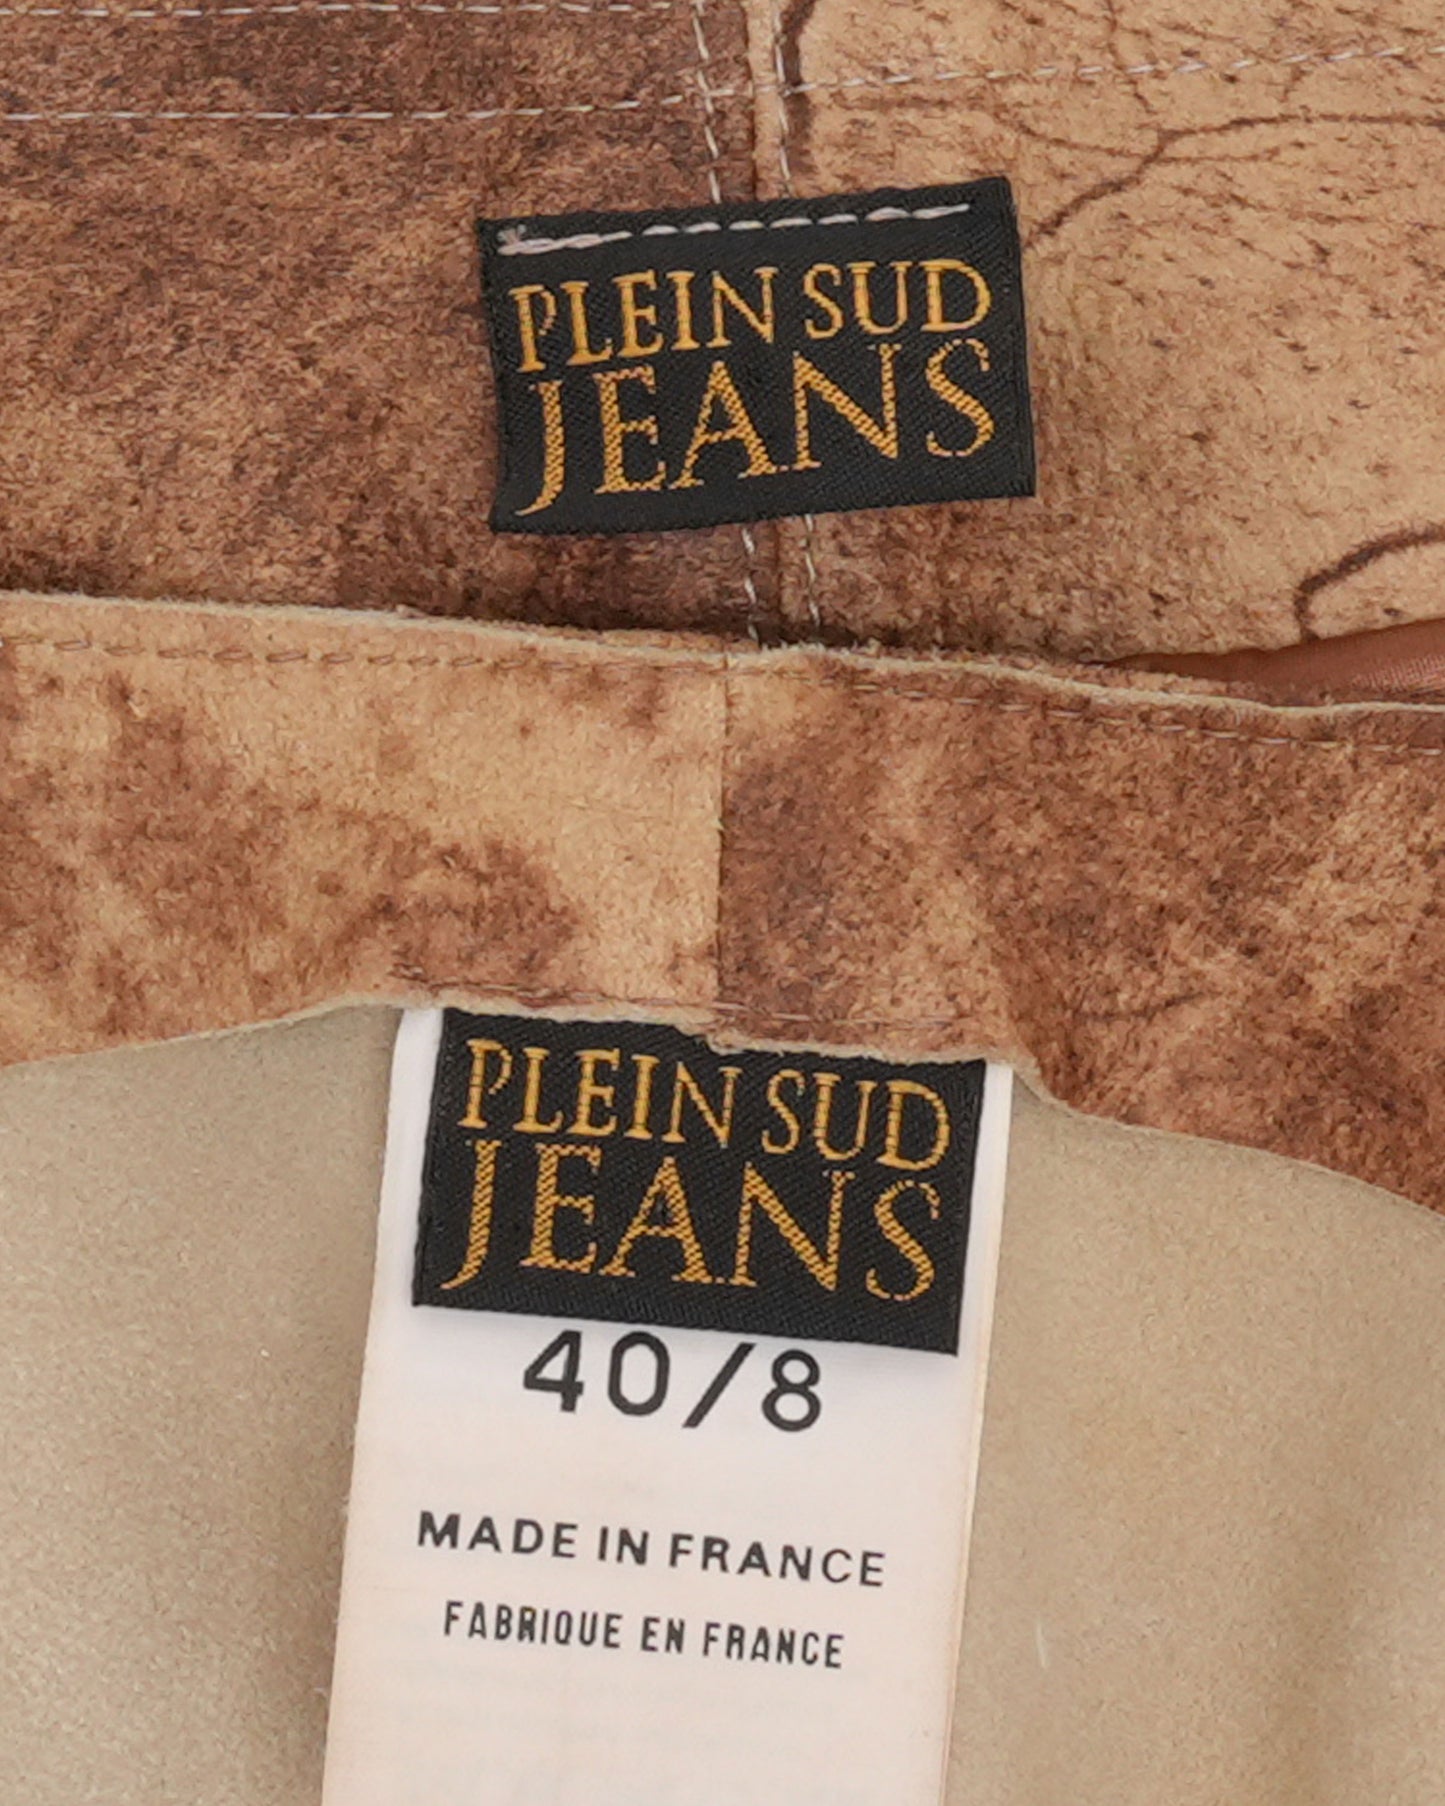 PLEIN SUD
JEANS
PLEIN SUD
JEANS
40/8
MADE IN FRANCE
FABRIQUE EN FRANCE